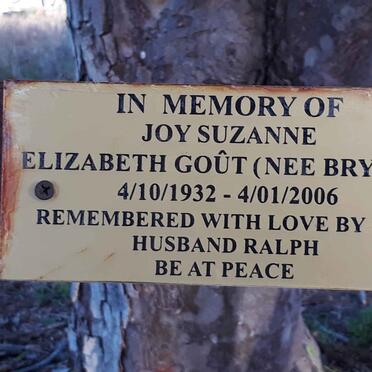 IN MEMORY OF
JOY SUZANNE
ELIZABETH GOÛT (NEE BRY
4/10/1932 - 4/01/2006
REMEMBERED WITH LOVE BY
HUSBAND RALPH
BE AT PEACE